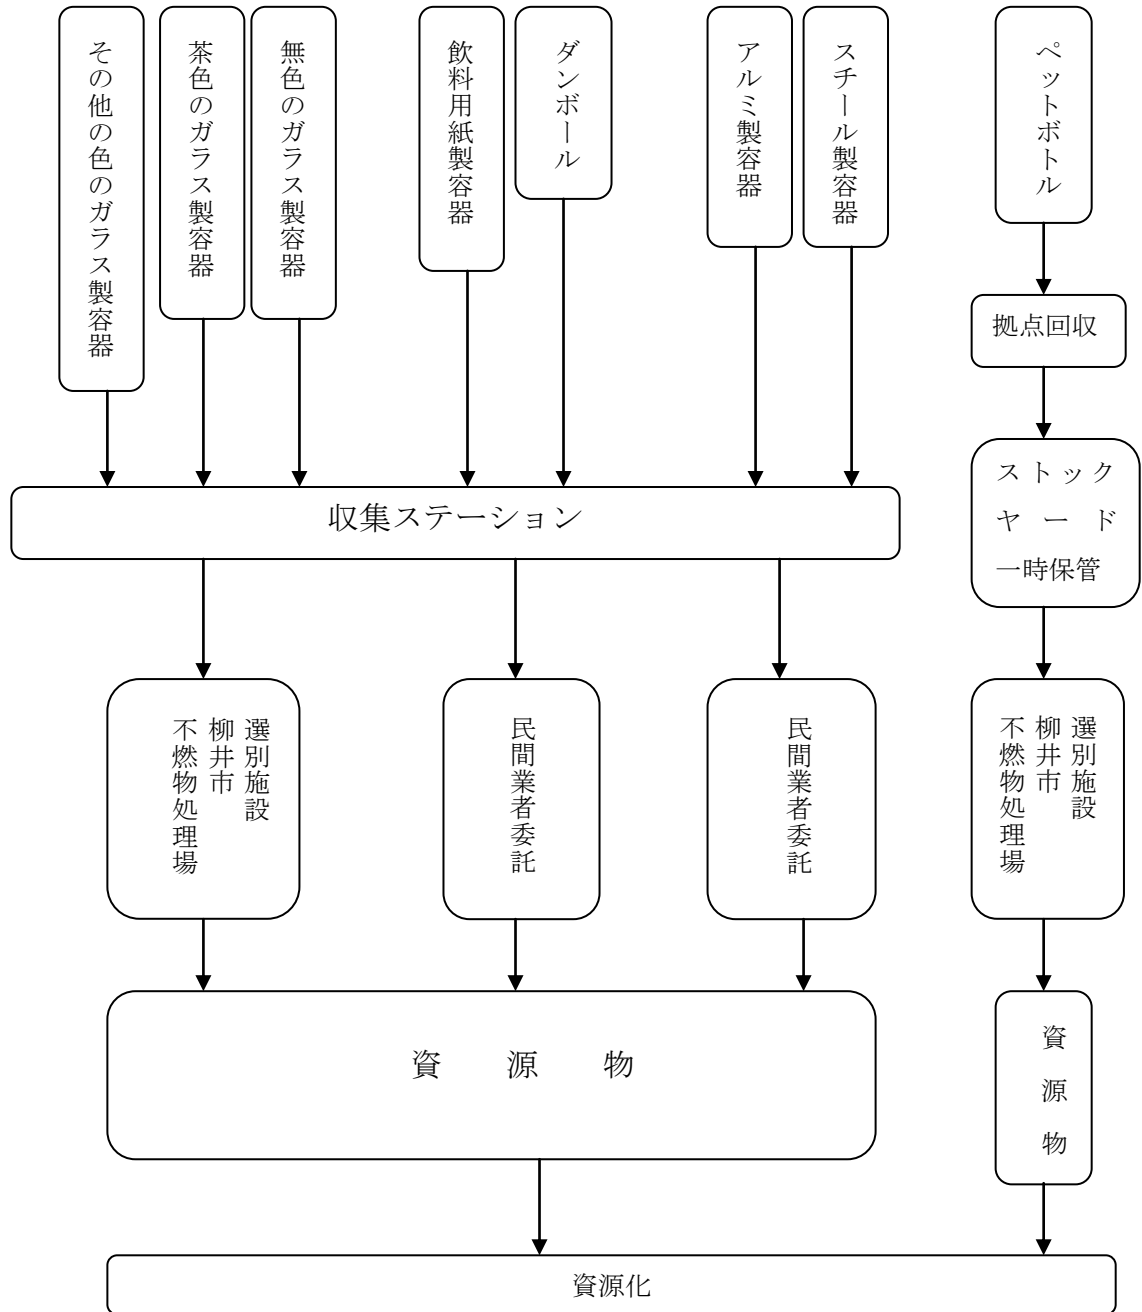 その他の色のガラス製容器
茶色のガラス製容器
無色のガラス製容器
飲料用紙製容器
ダンボール
アルミ製容器
スチール製容器
ペットボトル
拠点回収
ストック
ヤード
一時保管
収集ステーション
選別施設
柳井市
不燃物処理場
民間業者委託
民間業者委託
選別施設
柳井市
不燃物処理場
資源物
資源物
資源化